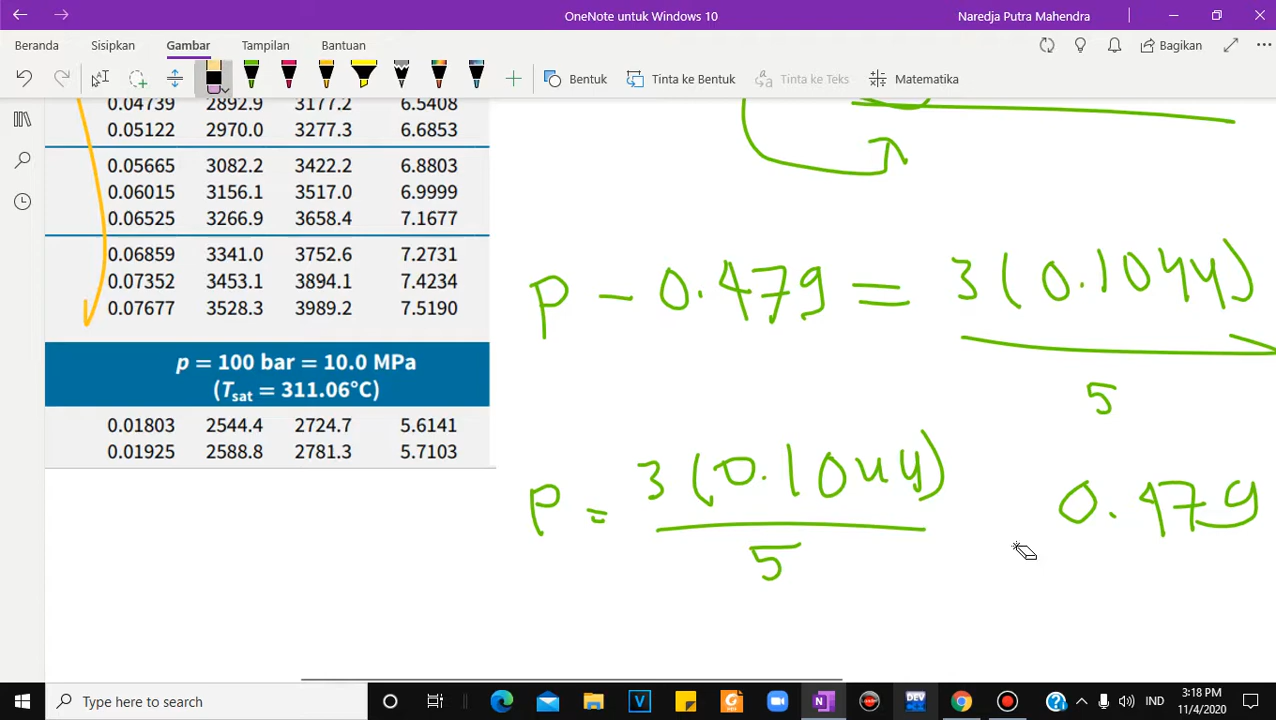 OneNote untuk Windows 10
Naredja Putra Mahendra
Beranda Sisipkan Gambar Tampilan Bantuan
Bagikan
Bentuk Tinta ke Bentuk Tinta ke Teks Matematika
0.04739 2892.9 3177.2 6.5408
0.05122 2970.0 3277.3 6.6853
0.05665 3082.2 3422.2 6.8803
0.06015 3156.1 3517.0 6.9999
0.06525 3266.9 3658.4 7.1677
0.06859 3341.0 3752.6 7.2731
0.07352 3453.1 3894.1 7.4234
0.07677 3528.3 3989.2 7.5190
p = 100 bar = 10.0 MPa
(Tsat = 311.06°C)
0.01803 2544.4 2724.7 5.6141
0.01925 2588.8 2781.3 5.7103
P - 0.479 = 3(0.1044)
5
P = 3(0.1044) 0.479
5
Type here to search
IND
3:18 PM
11/4/2020